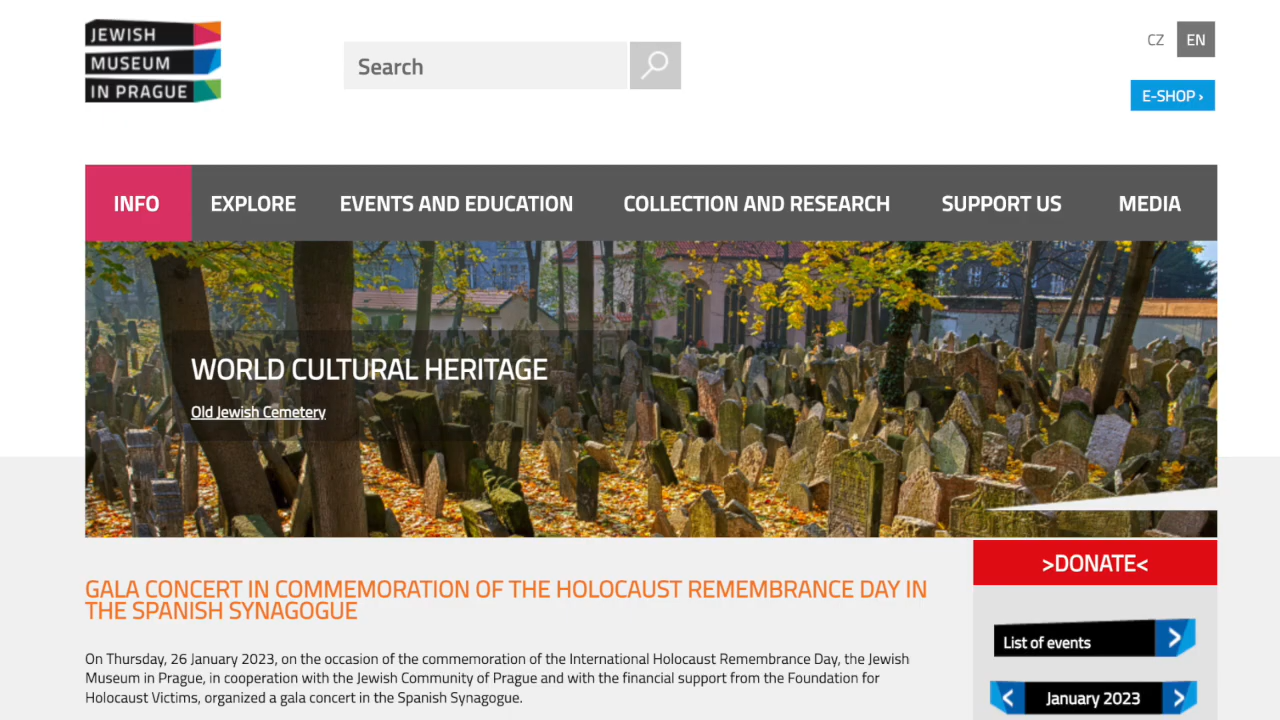 JEWISH
MUSEUM
IN PRAGUE
Search
CZ EN
E-SHOP ›
INFO EXPLORE EVENTS AND EDUCATION COLLECTION AND RESEARCH SUPPORT US MEDIA
WORLD CULTURAL HERITAGE
Old Jewish Cemetery
>DONATE<
GALA CONCERT IN COMMEMORATION OF THE HOLOCAUST REMEMBRANCE DAY IN
THE SPANISH SYNAGOGUE
On Thursday, 26 January 2023, on the occasion of the commemoration of the International Holocaust Remembrance Day, the Jewish
Museum in Prague, in cooperation with the Jewish Community of Prague and with the financial support from the Foundation for
Holocaust Victims, organized a gala concert in the Spanish Synagogue.
List of events
January 2023